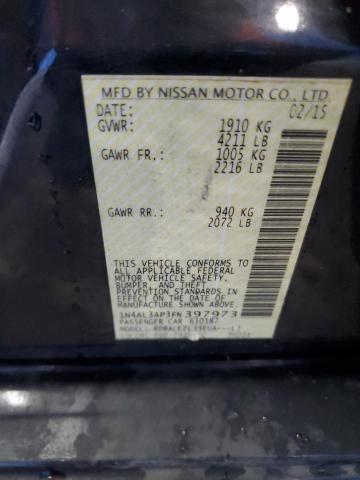 MFD BY NISSAN MOTOR CO., LTD.
DATE: 02/15
GVWR: 1910 KG
4211 LB
GAWR FR.: 1005 KG
2216 LB
GAWR RR.: 940 KG
2072 LB
THIS VEHICLE CONFORMS TO
ALL APPLICABLE FEDERAL
MOTOR VEHICLE SAFETY,
BUMPER, AND THEFT
PREVENTION STANDARDS IN
EFFECT ON THE DATE OF
MANUFACTURE SHOWN ABOVE.
1N4AL3AP3FN397973
PASSENGER CAR
MODEL: